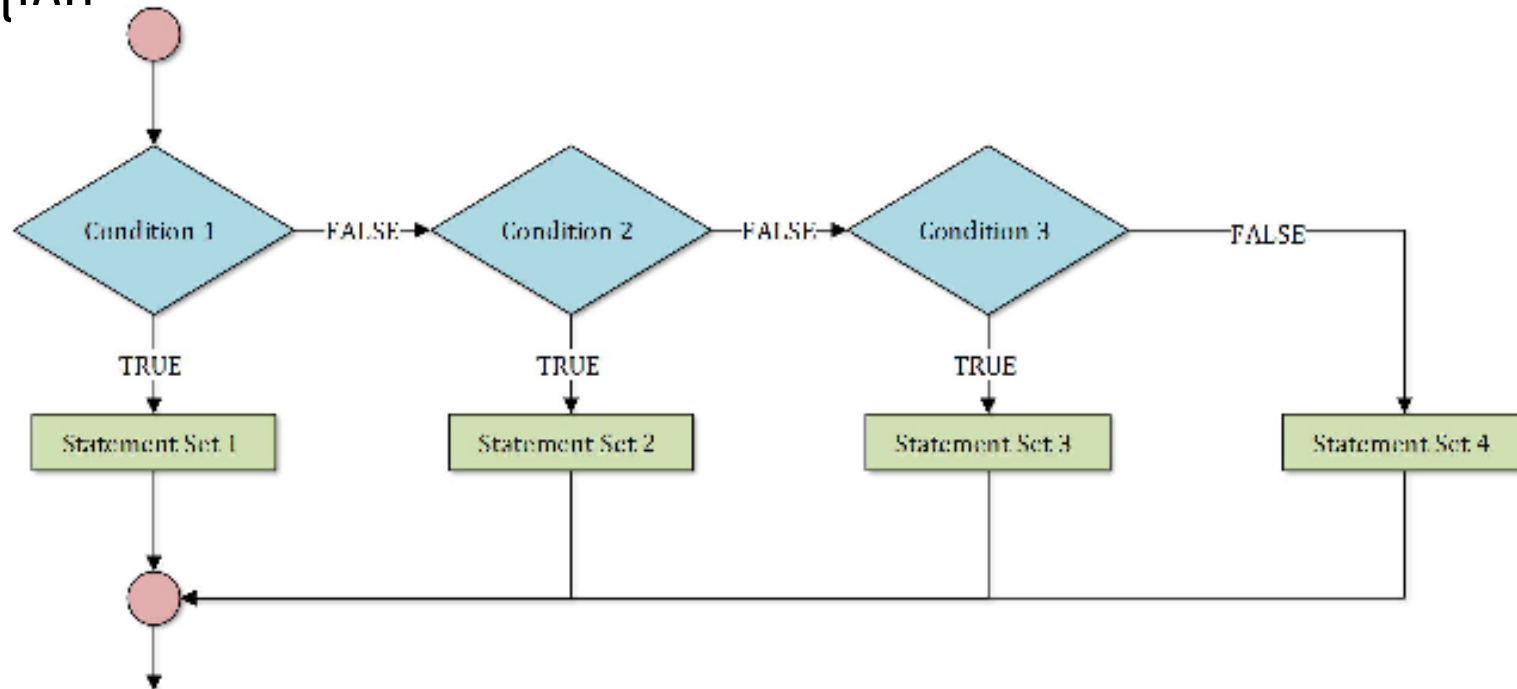 Condition 1
FALSE
Condition 2
FALSE
Condition 3
FALSE
TRUE
TRUE
TRUE
Statement Set 1
Statement Set 2
Statement Set 3
Statement Set 4